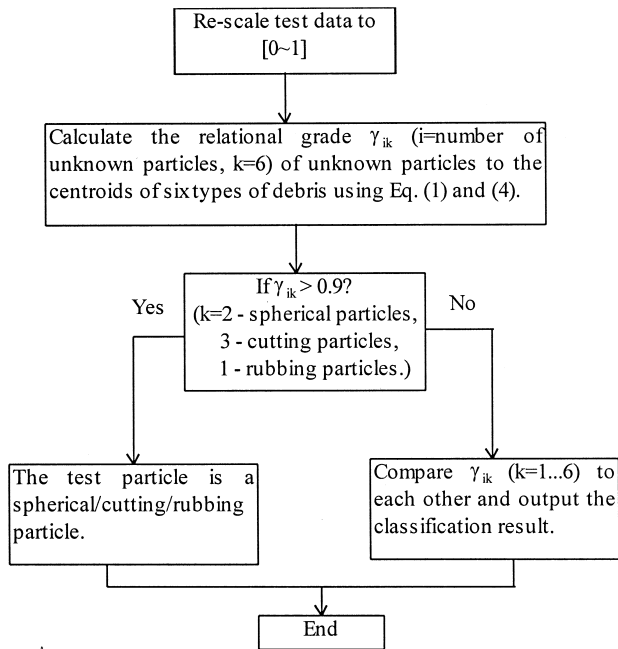 Re-scale test data to
[0~1]
Calculate the relational grade γik (i=number of
unknown particles, k=6) of unknown particles to the
centroids of six types of debris using Eq. (1) and (4).
If γik > 0.9?
(k=2 - spherical particles,
3 - cutting particles,
1 - rubbing particles.)
Yes
No
The test particle is a
spherical/cutting/rubbing
particle.
Compare γik (k=1...6) to
each other and output the
classification result.
End